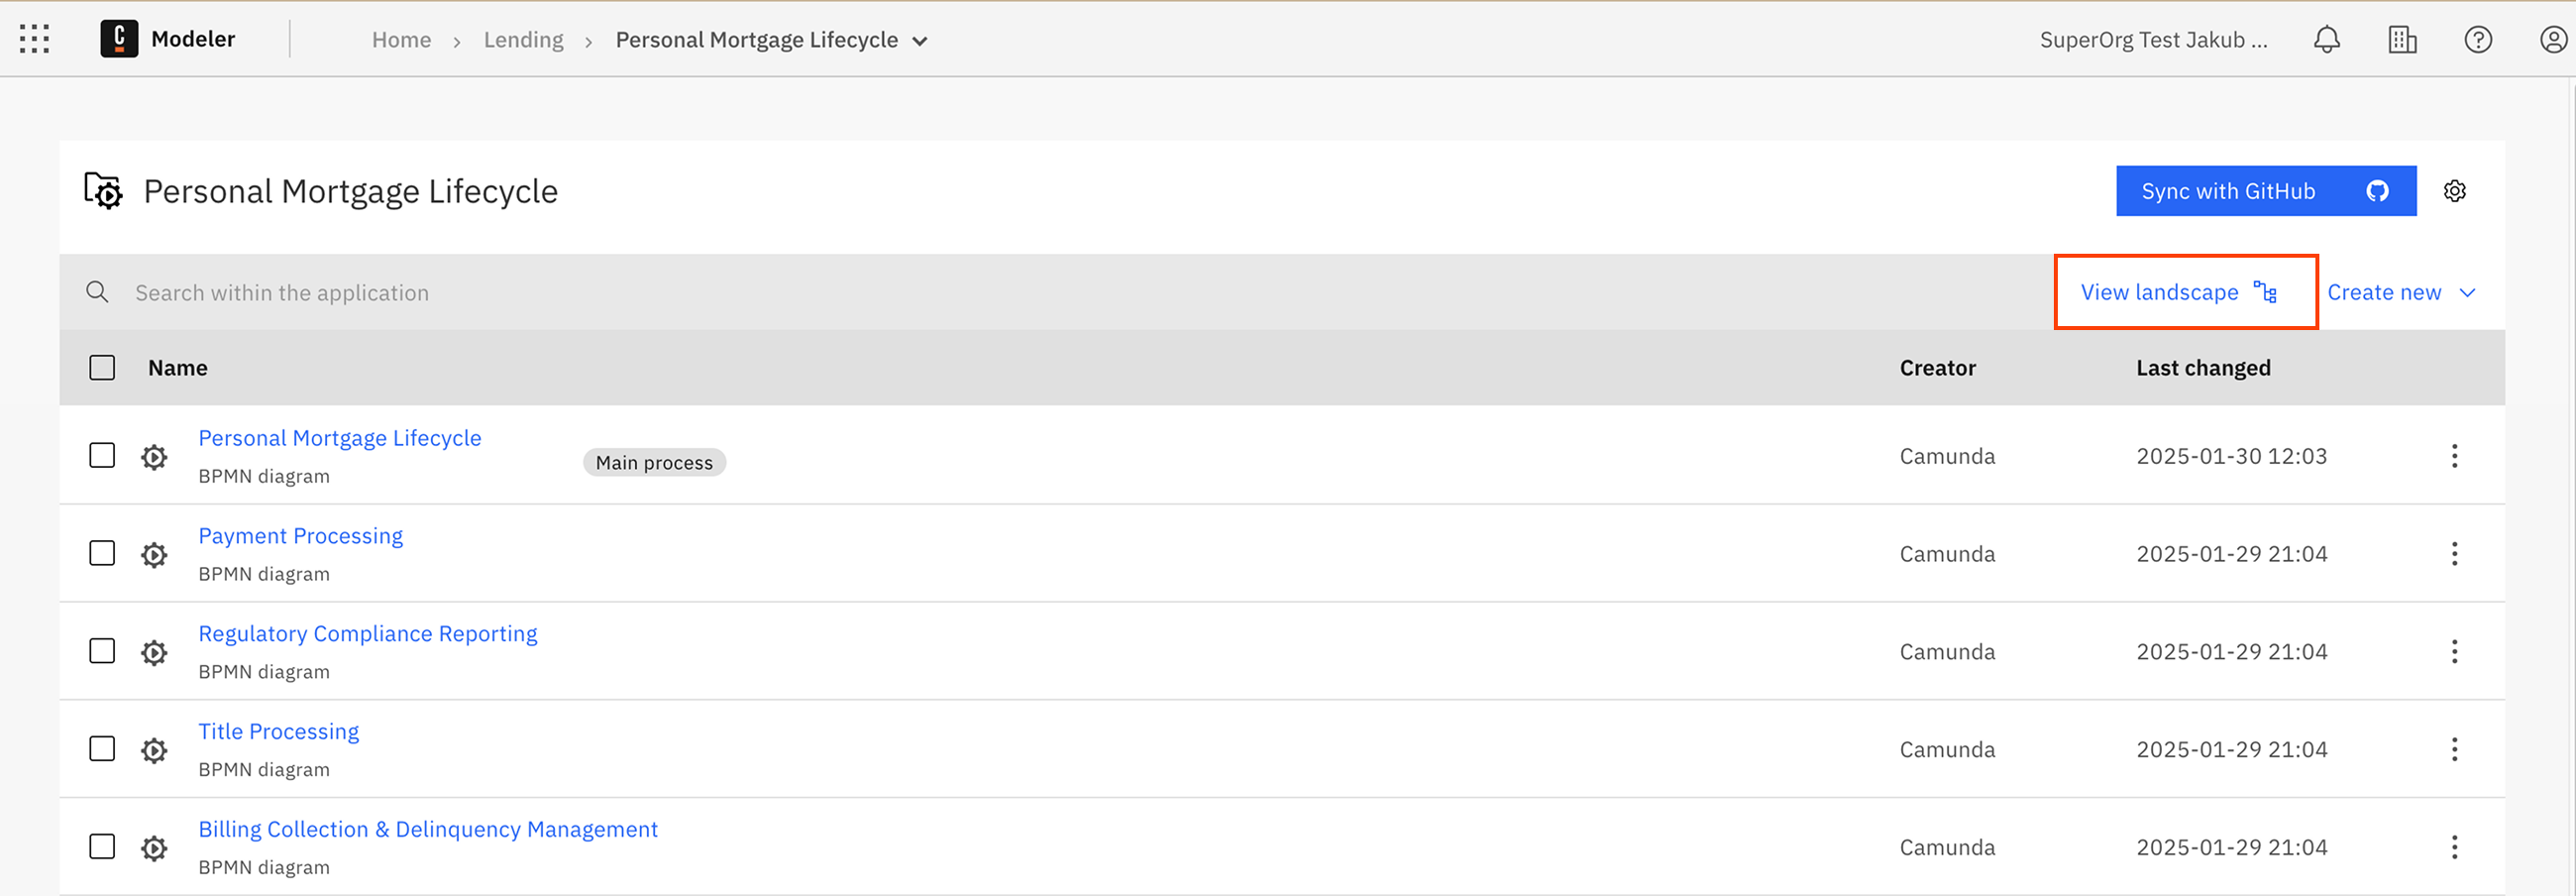 C Modeler Home > Lending > Personal Mortgage Lifecycle SuperOrg Test Jakub ...
Personal Mortgage Lifecycle Sync with GitHub
Search within the application View landscape Create new
Name Creator Last changed
Personal Mortgage Lifecycle
BPMN diagram Main process Camunda 2025-01-30 12:03
Payment Processing
BPMN diagram Camunda 2025-01-29 21:04
Regulatory Compliance Reporting
BPMN diagram Camunda 2025-01-29 21:04
Title Processing
BPMN diagram Camunda 2025-01-29 21:04
Billing Collection & Delinquency Management
BPMN diagram Camunda 2025-01-29 21:04